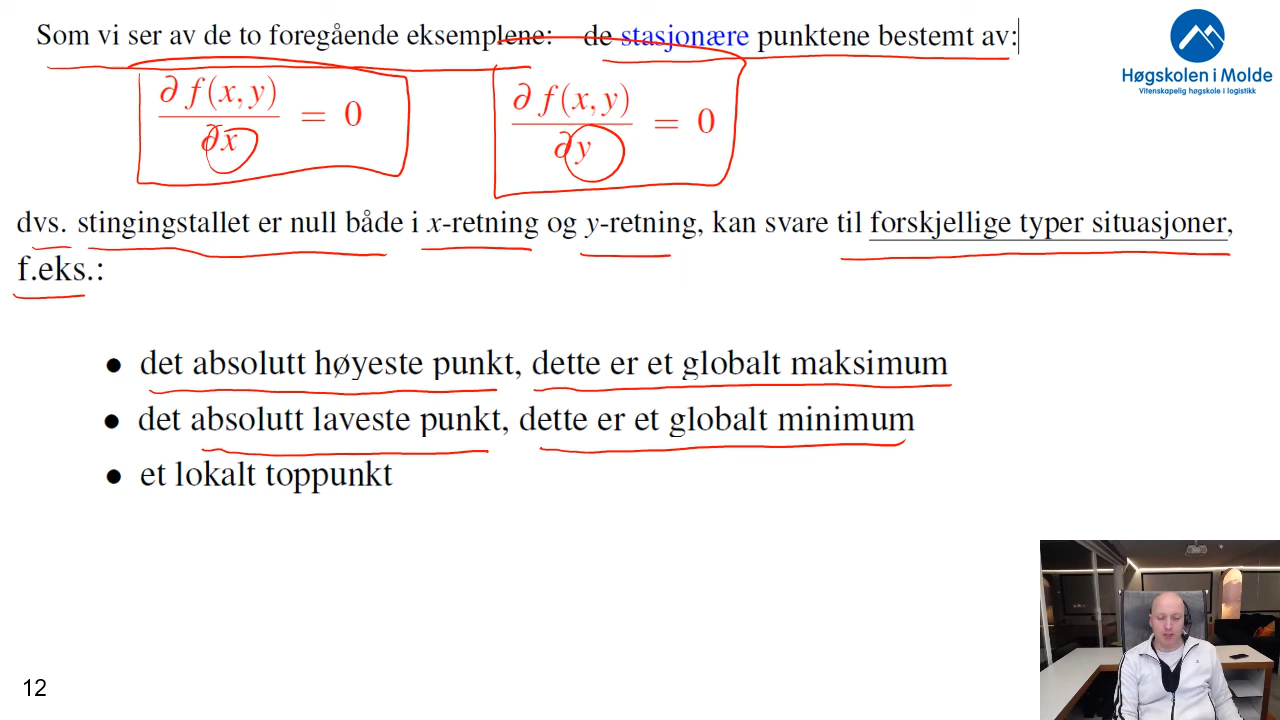 Som vi ser av de to foregående eksemplene: de stasjonære punktene bestemt av:
∂ f(x, y) / ∂x = 0    ∂ f(x, y) / ∂y = 0
dvs. stingingstallet er null både i x-retning og y-retning, kan svare til forskjellige typer situasjoner,
f.eks.:
• det absolutt høyeste punkt, dette er et globalt maksimum
• det absolutt laveste punkt, dette er et globalt minimum
• et lokalt toppunkt
12
Høgskolen i Molde
Vitenskapelig høgskole i logistikk